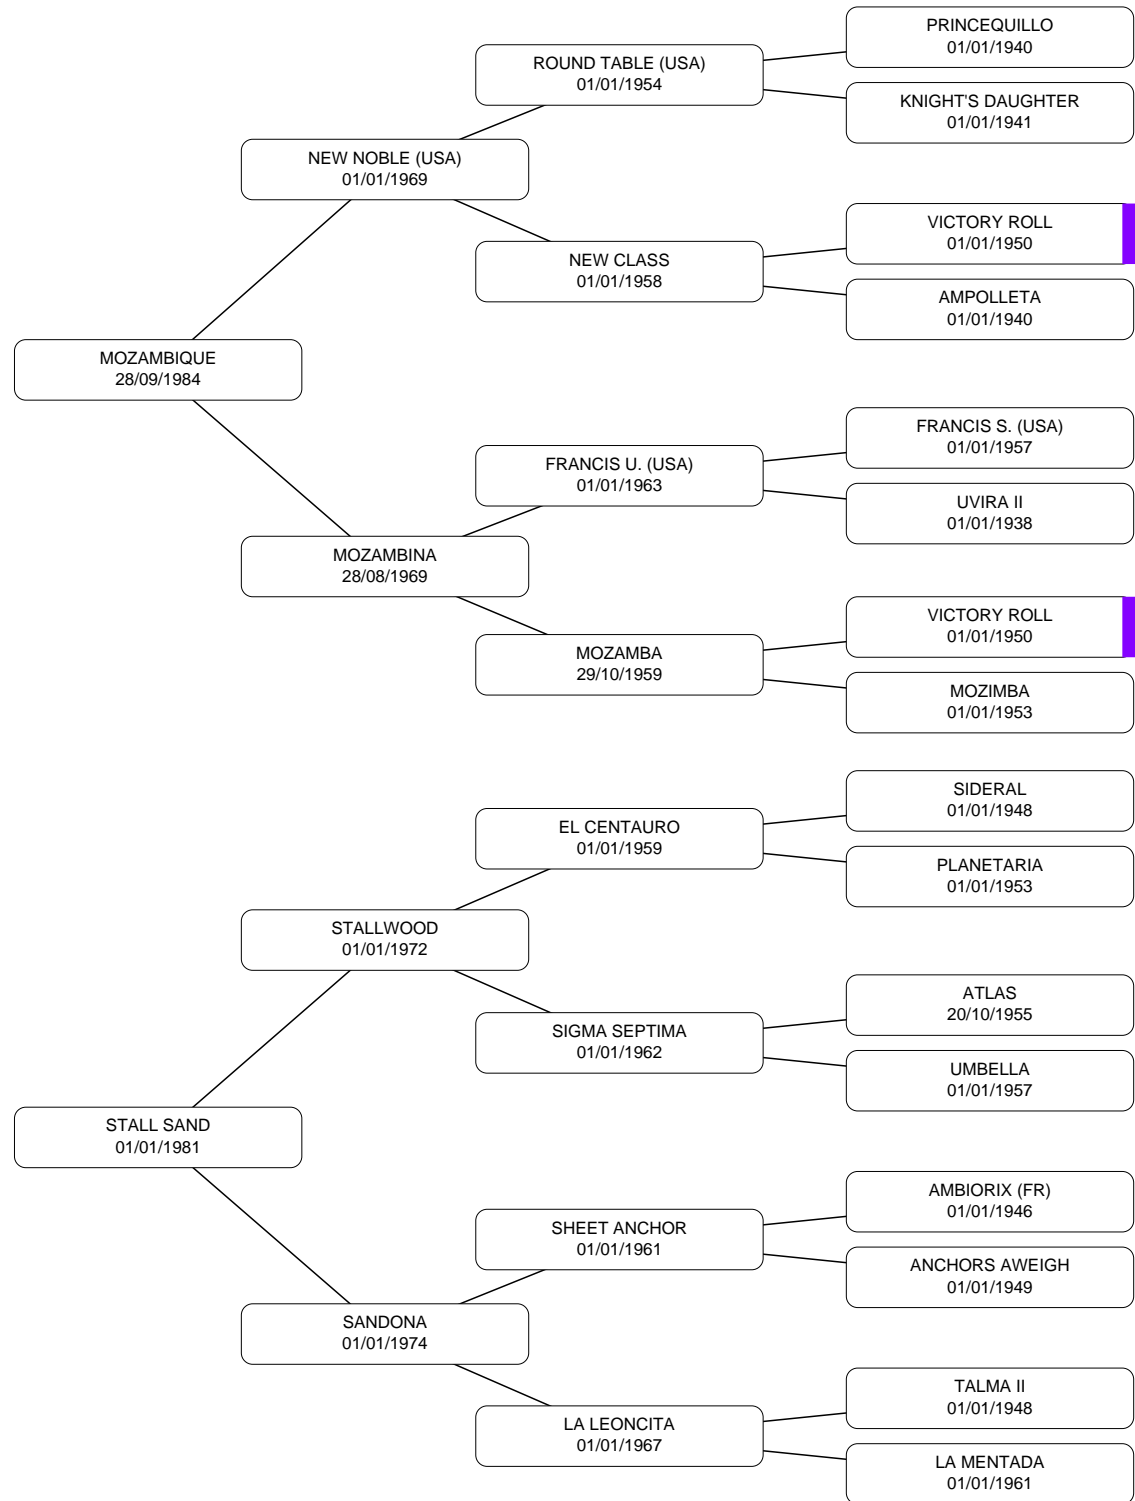 PRINCEQUILLO
01/01/1940
ROUND TABLE (USA)
01/01/1954
KNIGHT'S DAUGHTER
01/01/1941
NEW NOBLE (USA)
01/01/1969
VICTORY ROLL
01/01/1950
NEW CLASS
01/01/1958
AMPOLLETA
01/01/1940
MOZAMBIQUE
28/09/1984
FRANCIS S. (USA)
01/01/1957
FRANCIS U. (USA)
01/01/1963
UVIRA II
01/01/1938
MOZAMBINA
28/08/1969
VICTORY ROLL
01/01/1950
MOZAMBA
29/10/1959
MOZIMBA
01/01/1953
SIDERAL
01/01/1948
EL CENTAURO
01/01/1959
PLANETARIA
01/01/1953
STALLWOOD
01/01/1972
ATLAS
20/10/1955
SIGMA SEPTIMA
01/01/1962
UMBELLA
01/01/1957
STALL SAND
01/01/1981
AMBIORIX (FR)
01/01/1946
SHEET ANCHOR
01/01/1961
ANCHORS AWEIGH
01/01/1949
SANDONA
01/01/1974
TALMA II
01/01/1948
LA LEONCITA
01/01/1967
LA MENTADA
01/01/1961